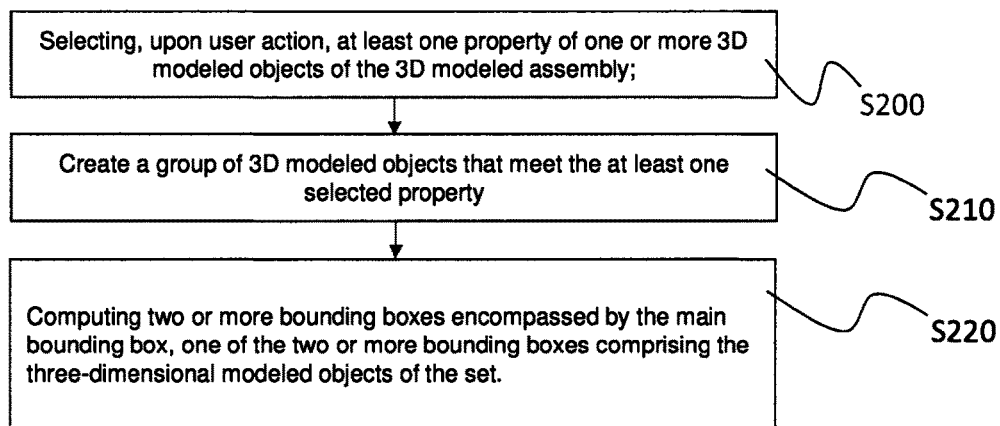 Selecting, upon user action, at least one property of one or more 3D
modeled objects of the 3D modeled assembly;
S200
Create a group of 3D modeled objects that meet the at least one
selected property
S210
Computing two or more bounding boxes encompassed by the main
bounding box, one of the two or more bounding boxes comprising the
three-dimensional modeled objects of the set.
S220